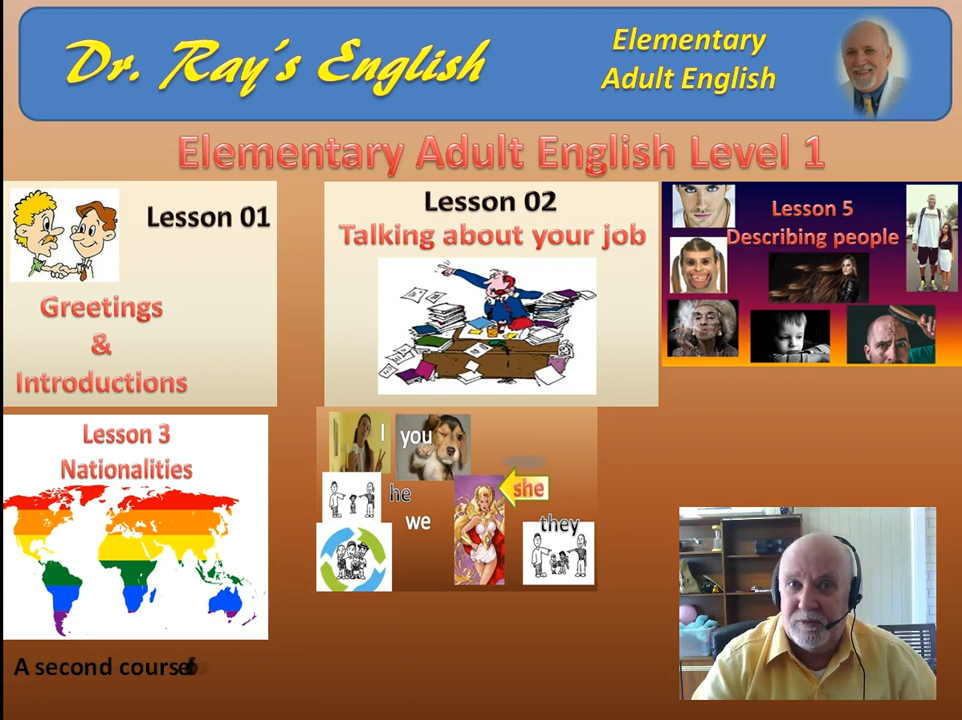 Dr. Ray's English
Elementary
Adult English
Elementary Adult English Level 1
Lesson 01
Greetings
&
Introductions
Lesson 02
Talking about your job
Lesson 5
Describing people
Lesson 3
Nationalities
I
you
he
we
she
they
A second course